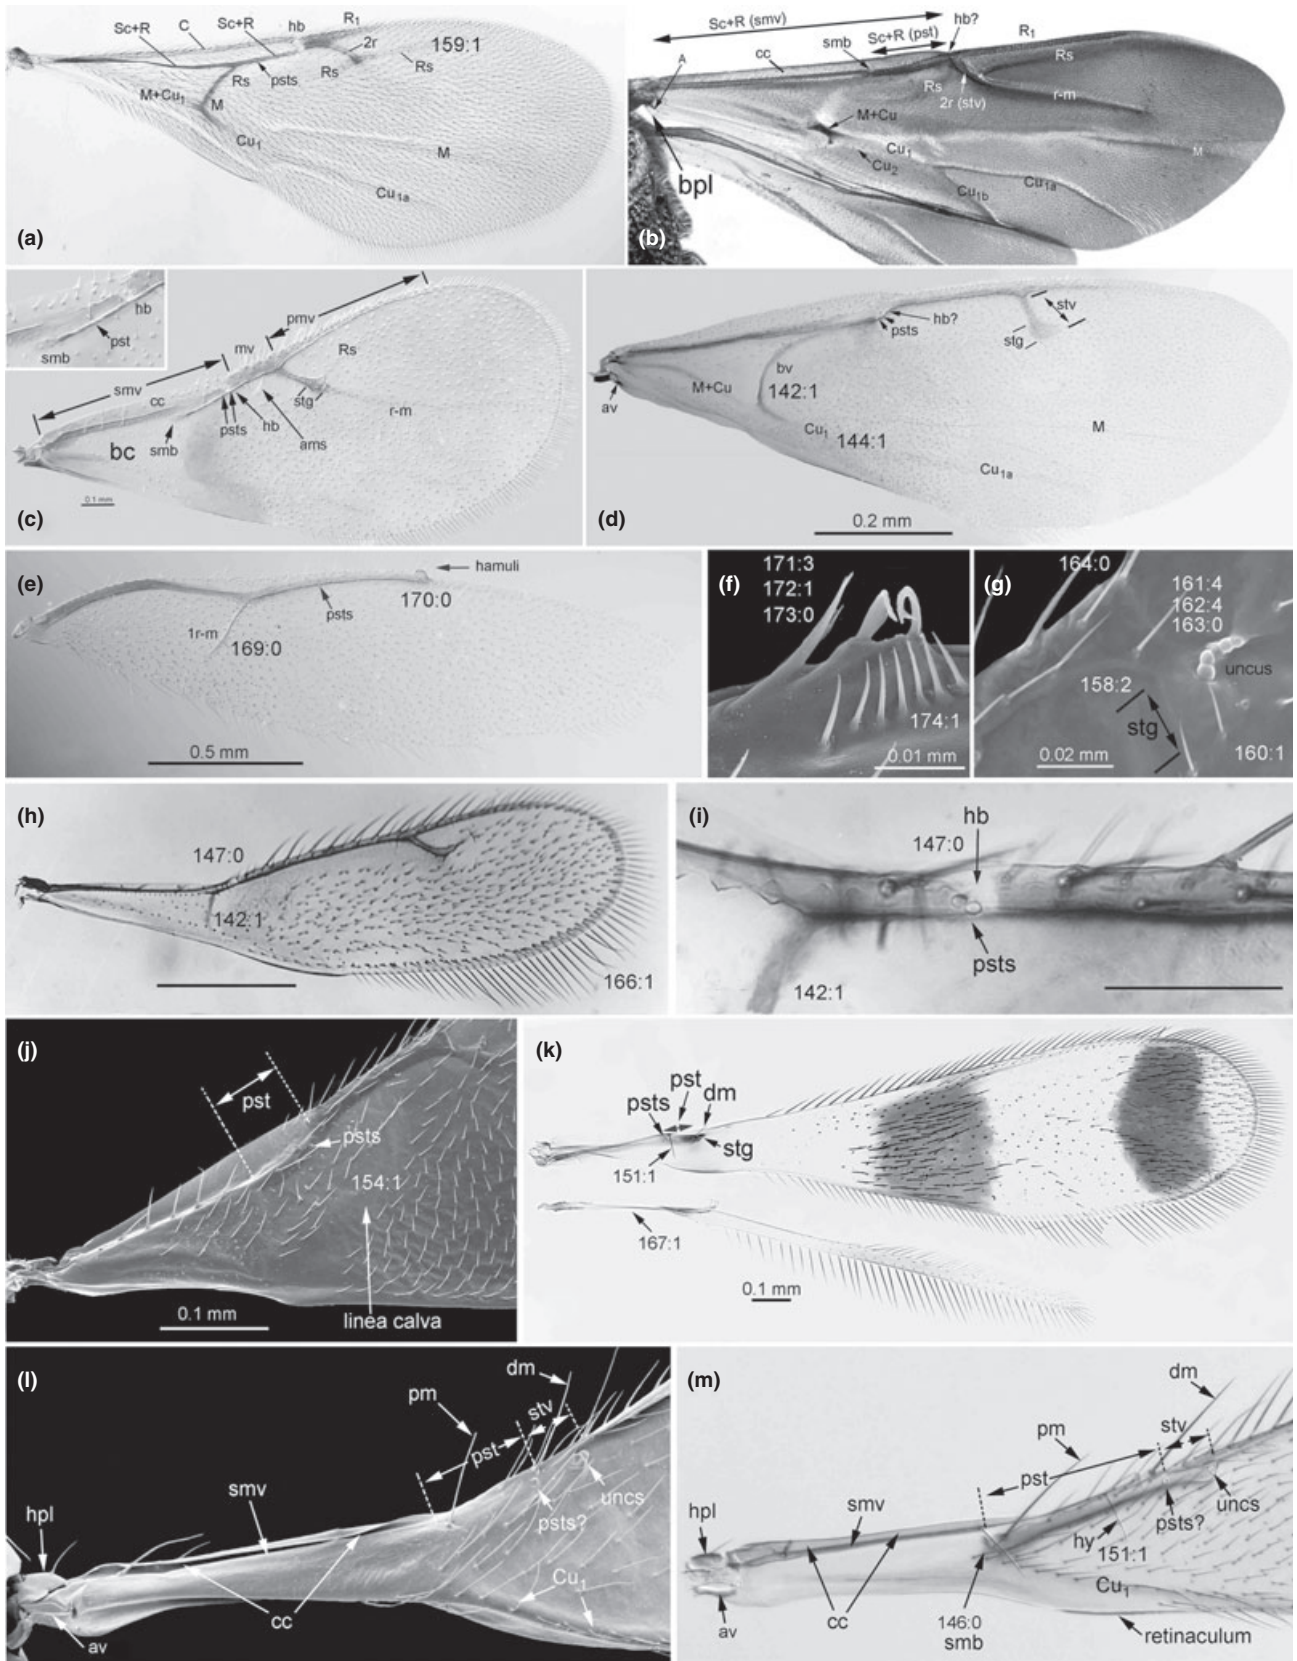 Sc+R
C
Sc+R
hb
R1
2r
159:1
Rs
psts
Rs
Rs
M+Cu1
M
Cu1
M
Cu1a
(a)
Sc+R (smv)
hb?
smb
Sc+R (pst)
R1
A
cc
Rs
Rs
2r (stv)
r-m
M+Cu
Cu1
Cu2
M
bpl
Cu1b
Cu1a
(b)
hb
pst
smb
pmv
mv
Rs
smv
cc
stg
r-m
psts
hb
ams
bc
smb
0.1 mm
(c)
stv
hb?
psts
stg
bv
M+Cu
142:1
av
Cu1
144:1
M
Cu1a
0.2 mm
(d)
(e)
hamuli
170:0
psts
1r-m
169:0
0.5 mm
171:3
172:1
173:0
(f)
174:1
0.01 mm
164:0
(g)
161:4
162:4
163:0
uncus
158:2
stg
0.02 mm
160:1
(h)
147:0
142:1
166:1
(i)
hb
147:0
psts
142:1
(j)
pst
psts
154:1
0.1 mm
linea calva
(k)
pst
psts
dm
stg
151:1
167:1
0.1 mm
(l)
dm
pm
stv
pst
smv
uncs
hpl
psts?
Cu1
cc
av
(m)
dm
pm
stv
pst
smv
uncs
hpl
psts?
hy
151:1
Cu1
av
cc
146:0
smb
retinaculum